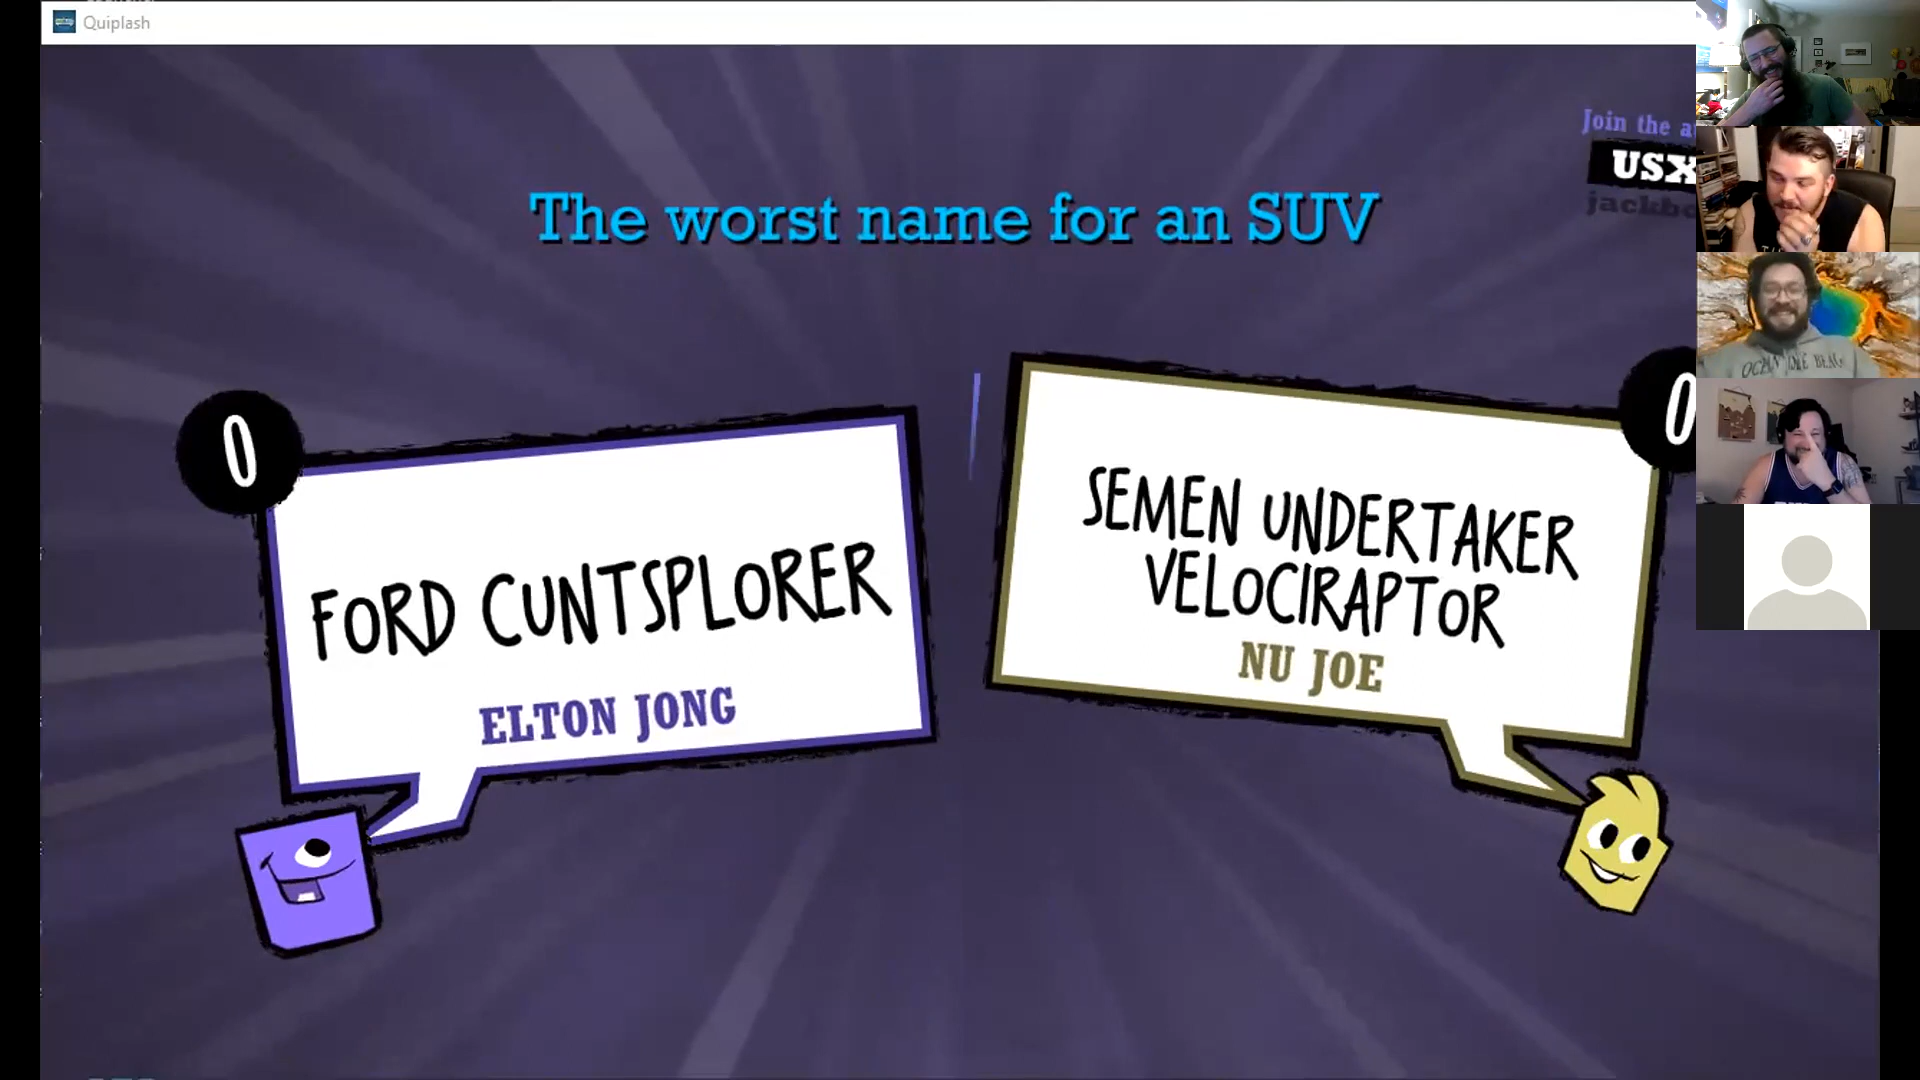 Quiplash
Join the a
USX
jackbo
The worst name for an SUV
0
0
FORD CUNTSPLORER
ELTON JONG
SEMEN UNDERTAKER
VELOCIRAPTOR
NU JOE